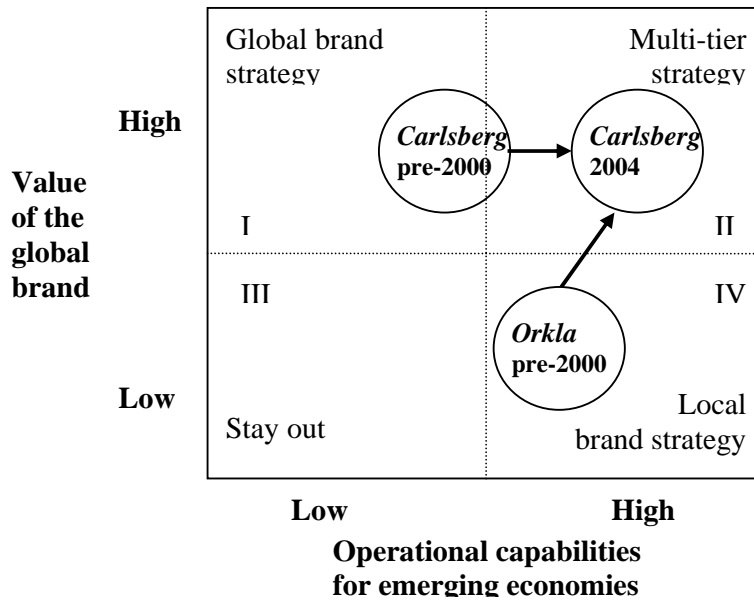 Global brand
strategy
Multi-tier
strategy
High
Carlsberg
pre-2000
Carlsberg
2004
Value
of the
global
brand
I
II
III
IV
Orkla
pre-2000
Low
Stay out
Local
brand strategy
Low
High
Operational capabilities
for emerging economies